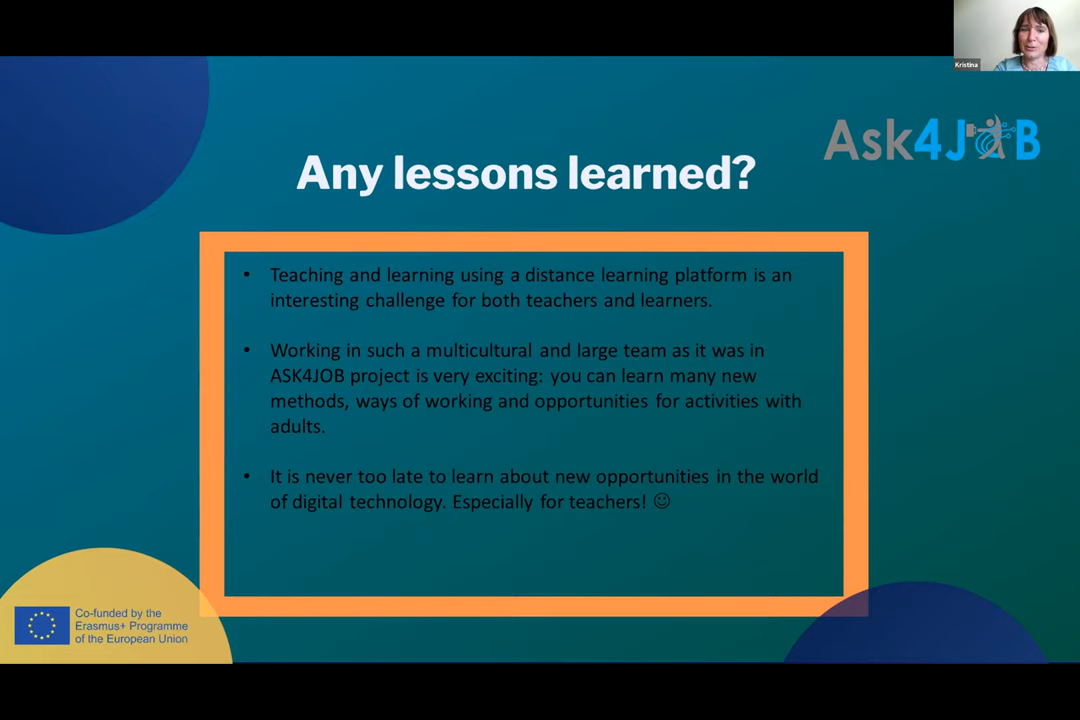 Kristina
Ask4JOB
Any lessons learned?
• Teaching and learning using a distance learning platform is an
interesting challenge for both teachers and learners.
• Working in such a multicultural and large team as it was in
ASK4JOB project is very exciting: you can learn many new
methods, ways of working and opportunities for activities with
adults.
• It is never too late to learn about new opportunities in the world
of digital technology. Especially for teachers! ☺
Co-funded by the
Erasmus+ Programme
of the European Union